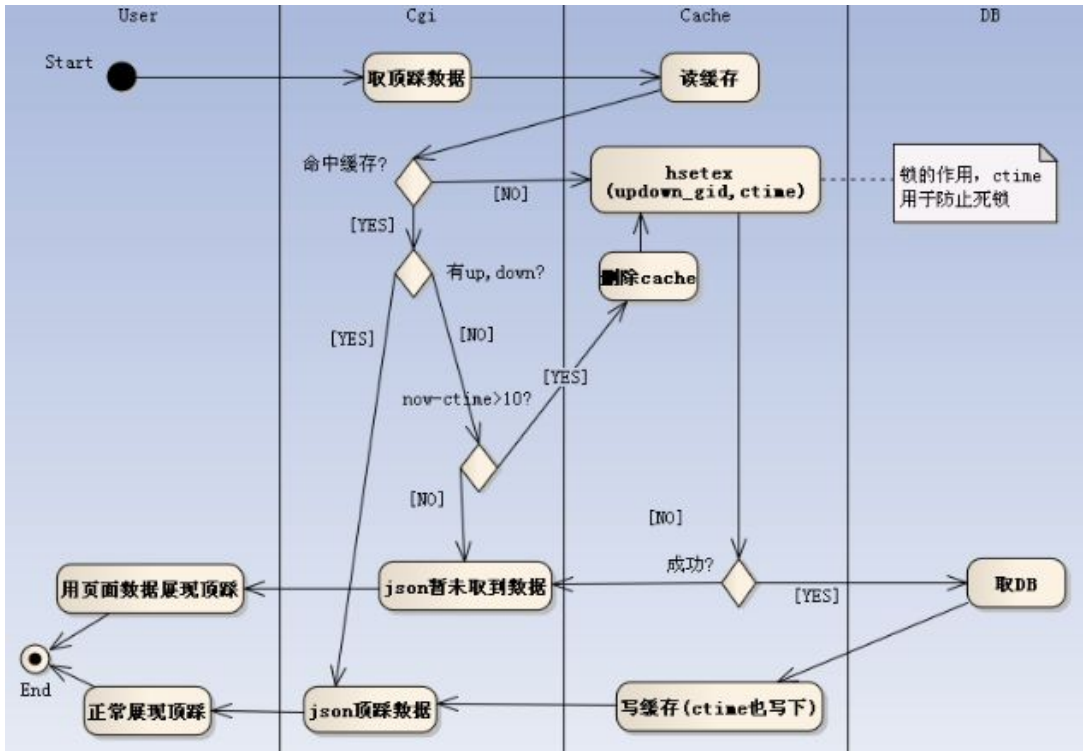 User
Cgi
Cache
DB
Start
取顶踩数据
读缓存
命中缓存?
hsetex
(updown_gid,ctime)
锁的作用，ctime
用于防止死锁
[NO]
[YES]
有up,down?
删除cache
[YES]
[NO]
[YES]
now-ctime>10?
[NO]
[NO]
成功?
用页面数据展现顶踩
json暂未取到数据
[YES]
取DB
End
正常展现顶踩
json顶踩数据
写缓存(ctime也写下)